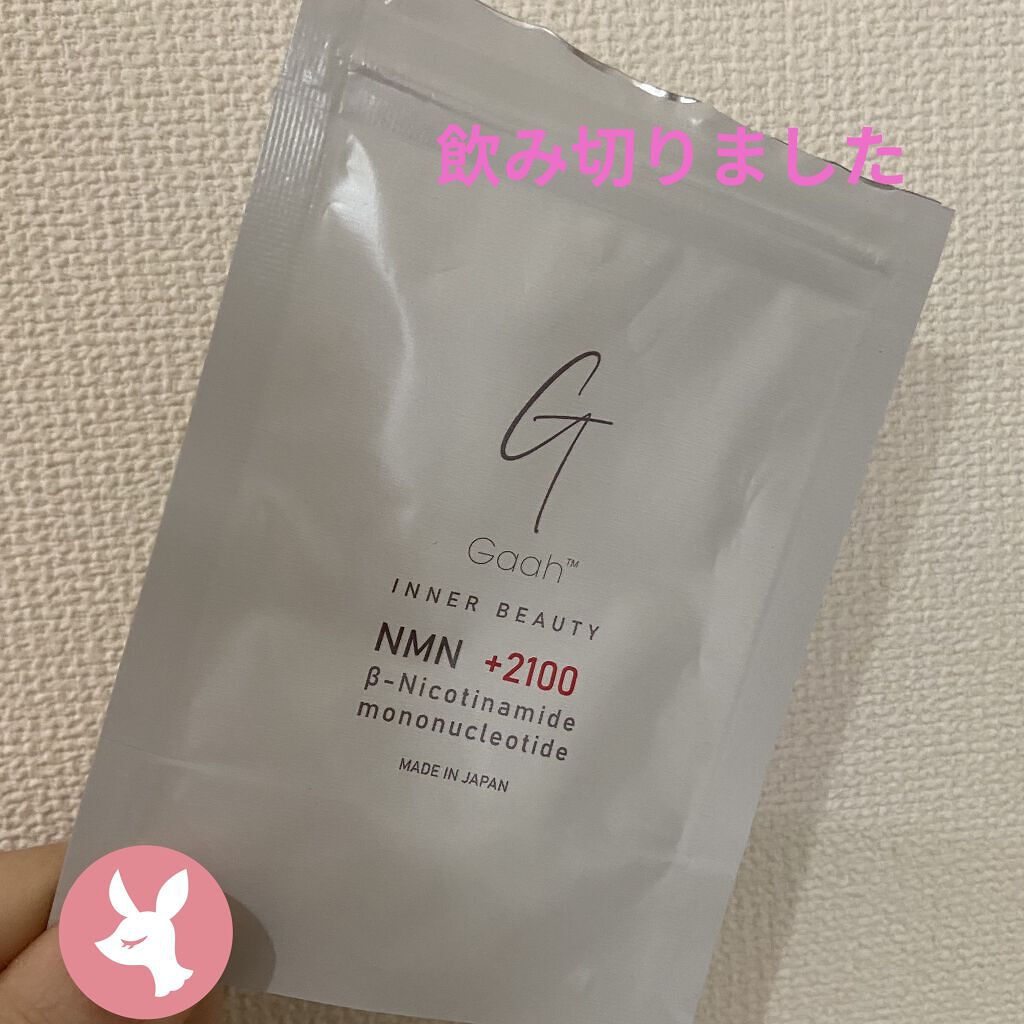 飲み切りました
G
Gaah™
INNER BEAUTY
NMN +2100
β-Nicotinamide
mononucleotide
MADE IN JAPAN